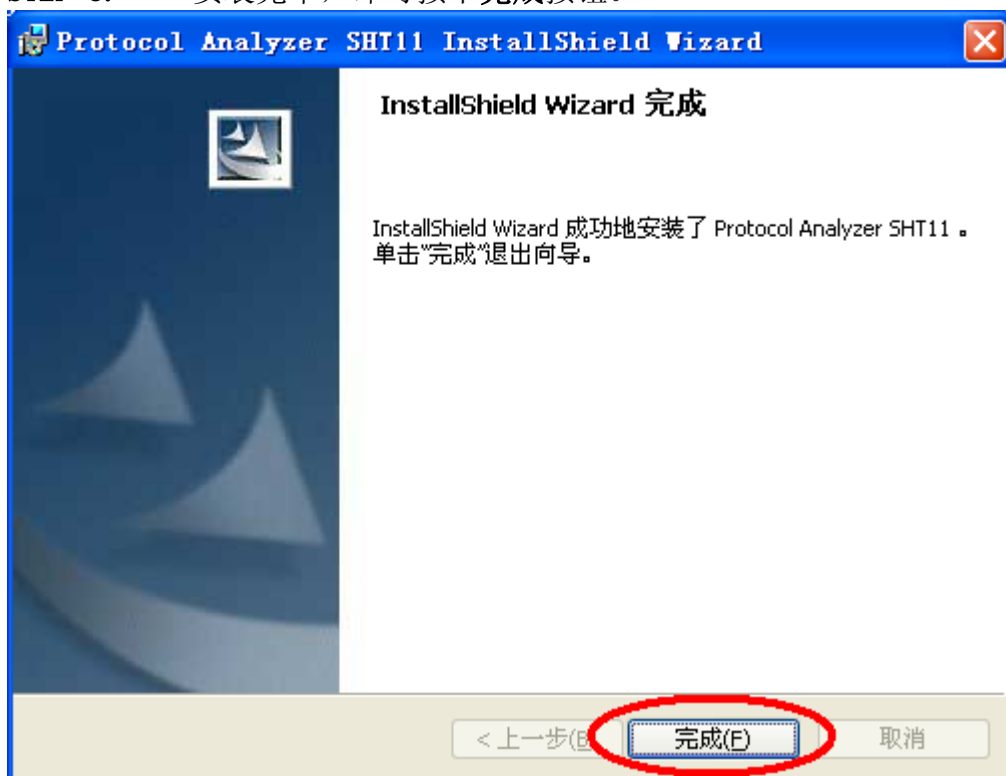 Protocol Analyzer SHT11 InstallShield Wizard
InstallShield Wizard 完成
InstallShield Wizard 成功地安装了 Protocol Analyzer SHT11 。
单击“完成”退出向导。
<上一步(B 完成(F) 取消